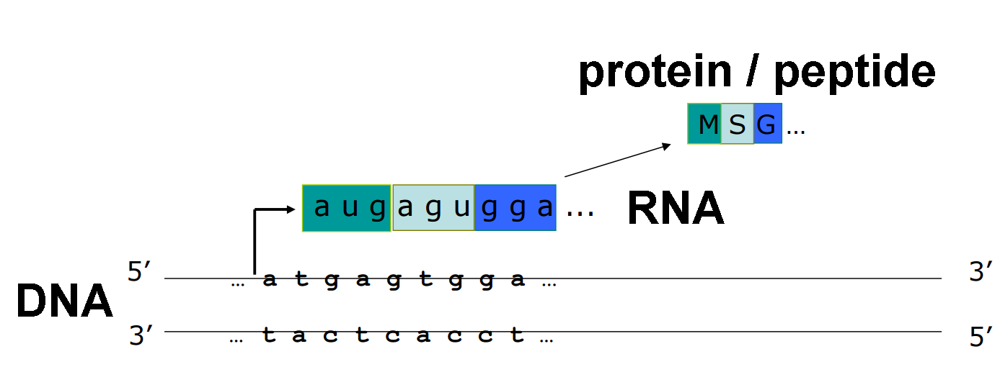 protein / peptide
M S G ...
a u g a g u g g a ... RNA
5’ ... a t g a g t g g a ... 3’
DNA
3’ ... t a c t c a c c t ... 5’